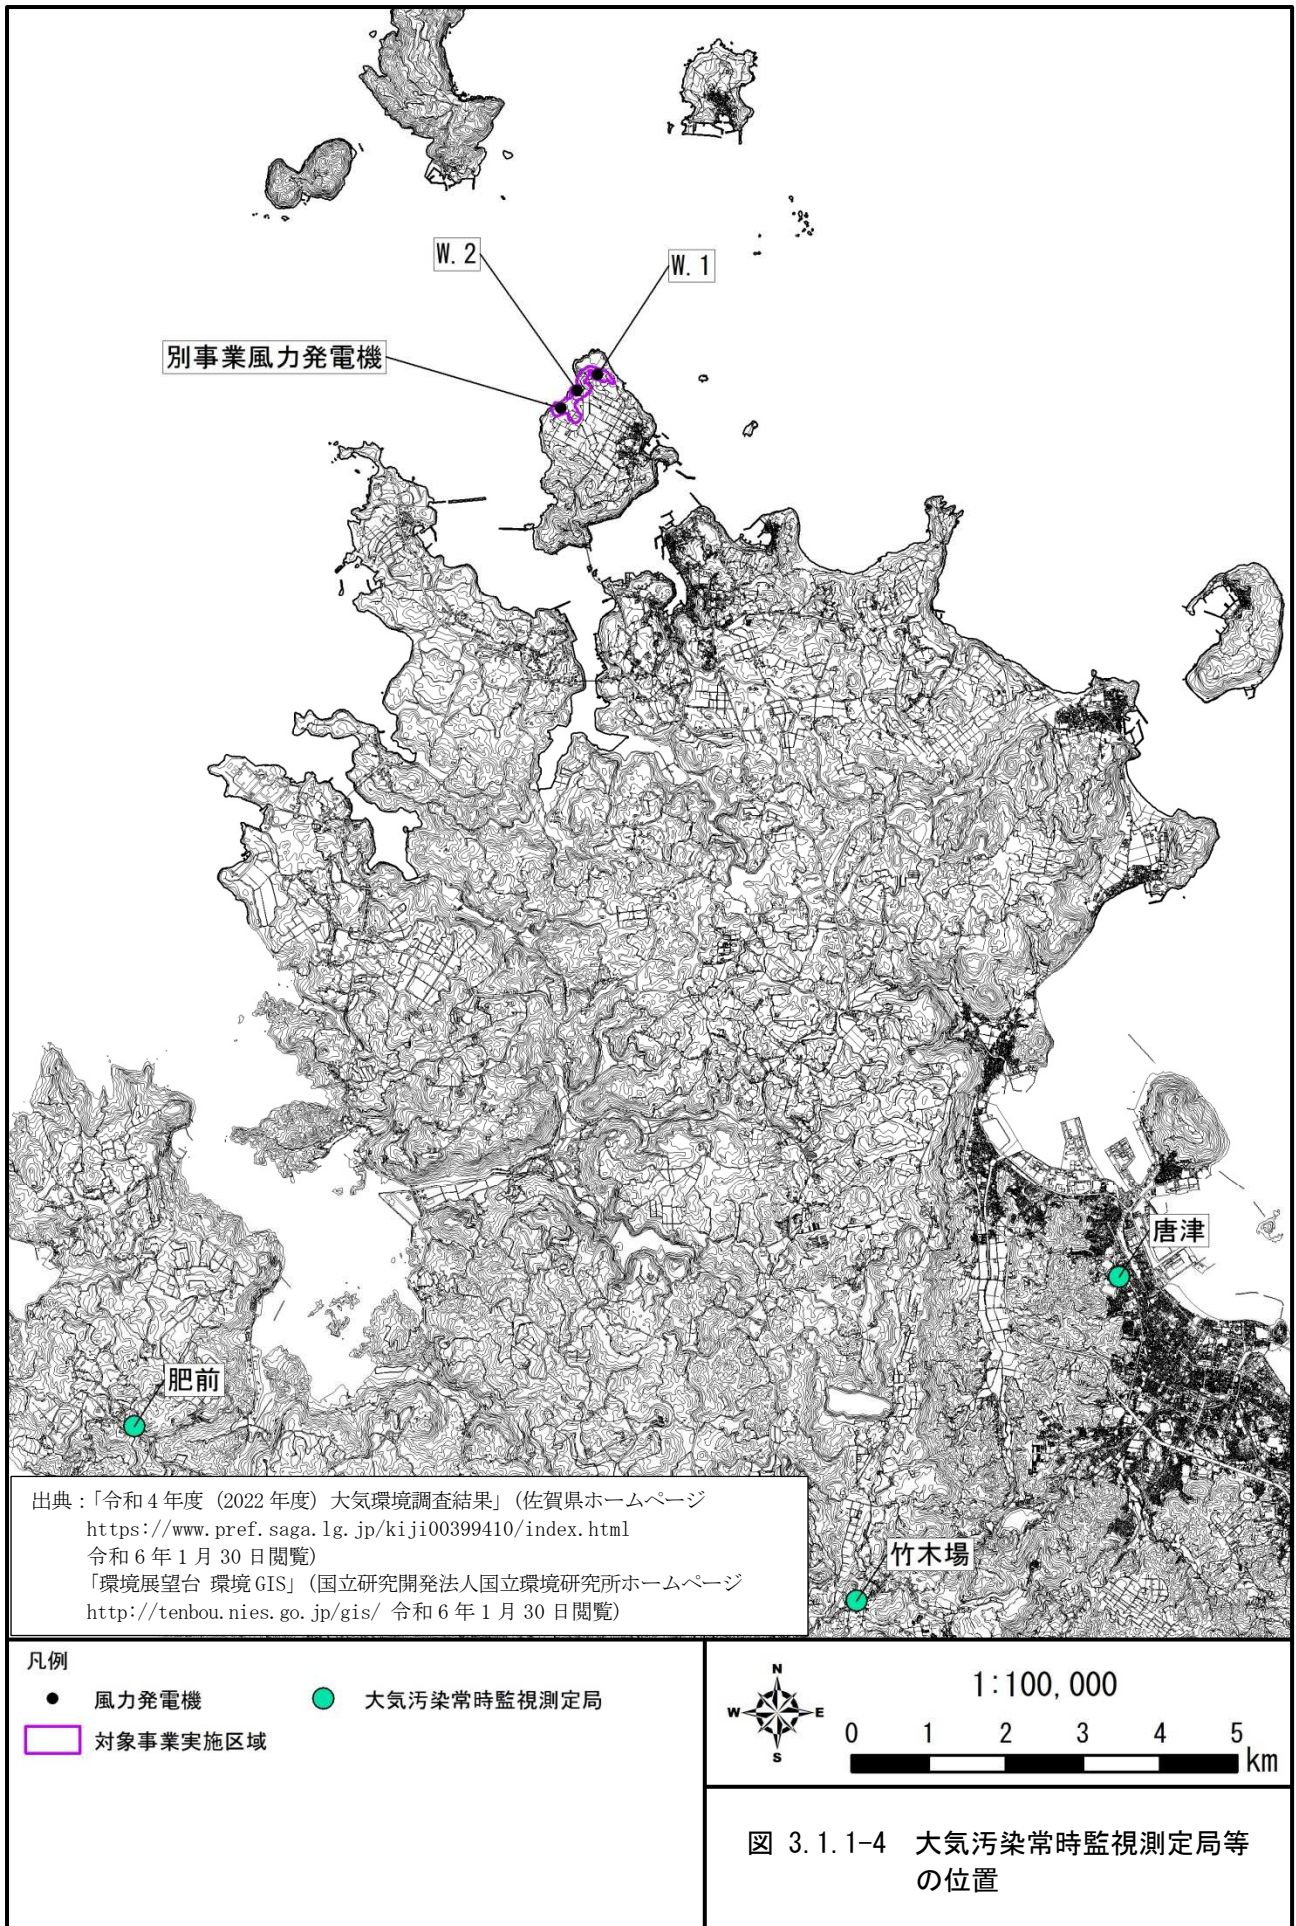 W.2
W.1
別事業風力発電機
唐津
肥前
竹木場
出典：「令和4年度（2022年度）大気環境調査結果」（佐賀県ホームページ
https://www.pref.saga.lg.jp/kiji00399410/index.html
令和6年1月30日閲覧）
「環境展望台 環境GIS」（国立研究開発法人国立環境研究所ホームページ
http://tenbou.nies.go.jp/gis/ 令和6年1月30日閲覧）
凡例
風力発電機
大気汚染常時監視測定局
対象事業実施区域
N
W E
S
1:100,000
0 1 2 3 4 5
km
図 3.1.1-4 大気汚染常時監視測定局等
の位置